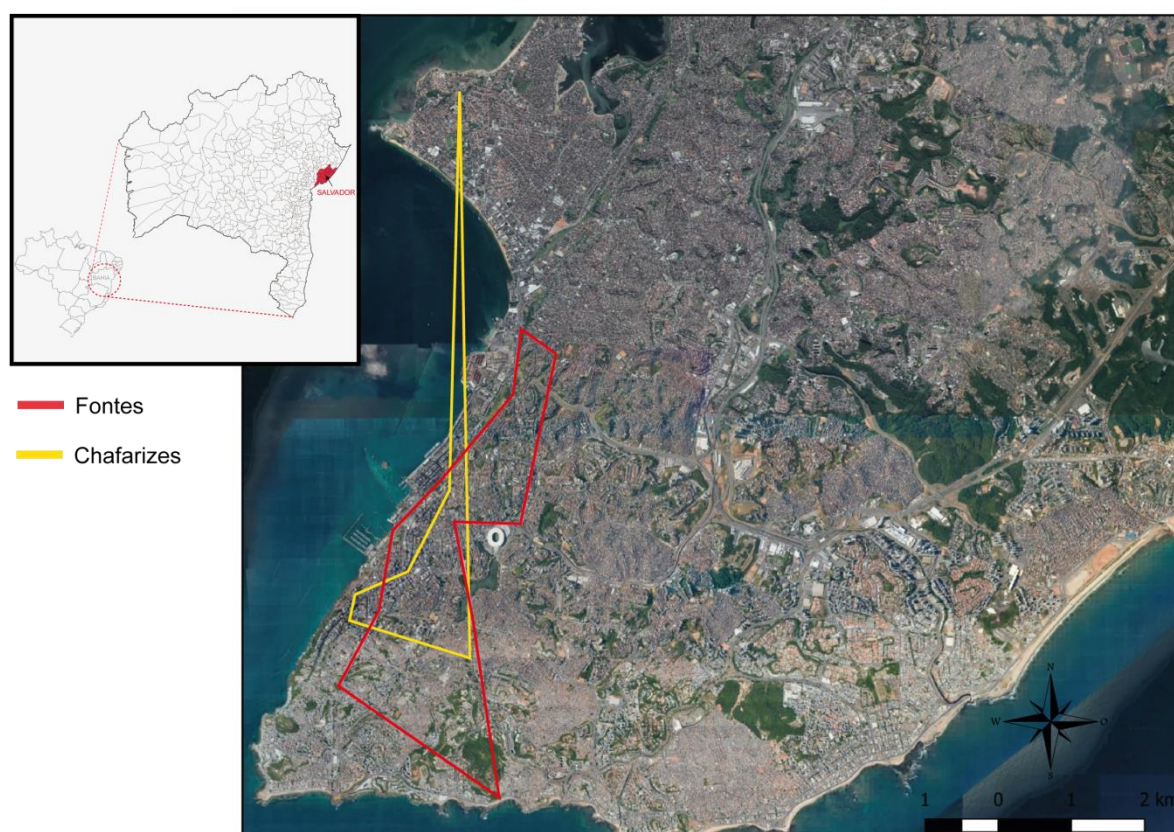 SALVADOR
BAHIA
Fontes
Chafarizes
N
W O
S
1 0 1 2 km